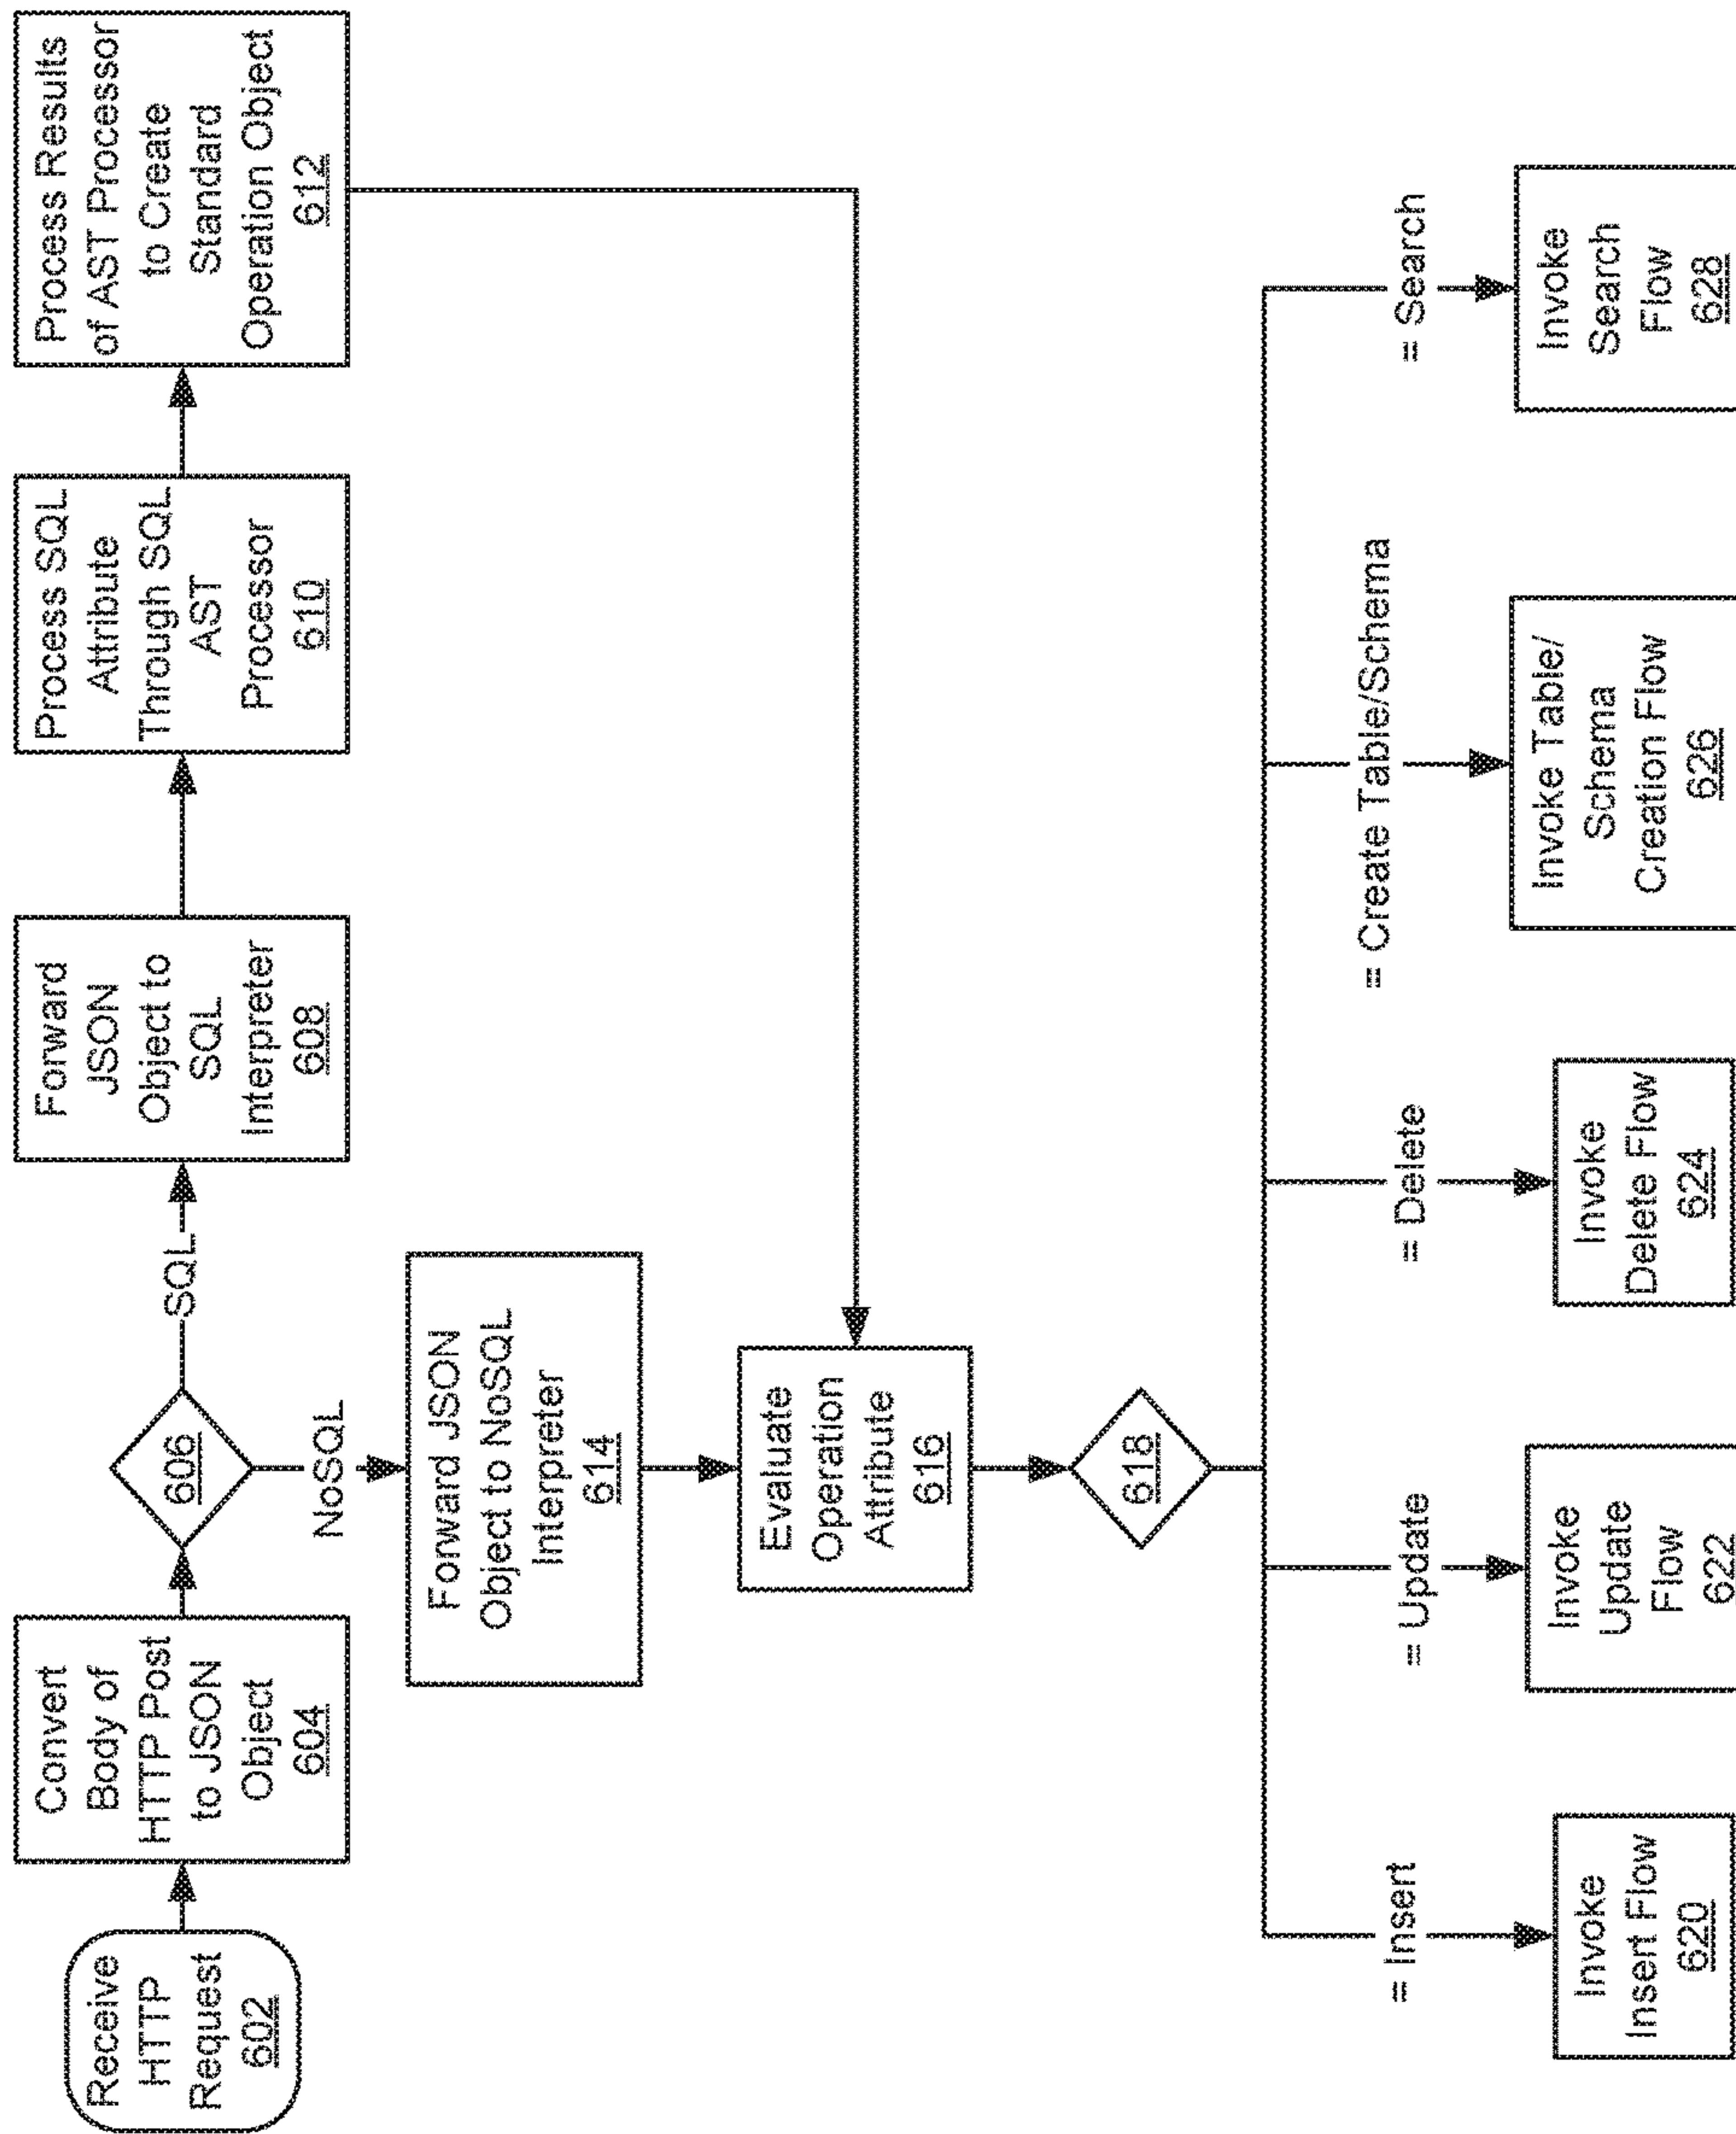 Receive
HTTP
Request
602
Convert
Body of
HTTP Post
to JSON
Object
604
606
SQL
Forward
JSON
Object to
SQL
Interpreter
608
Process SQL
Attribute
Through SQL
AST
Processor
610
Process Results
of AST Processor
to Create
Standard
Operation Object
612
NoSQL
Forward JSON
Object to NoSQL
Interpreter
614
Evaluate
Operation
Attribute
616
618
= Insert
= Update
= Delete
= Create Table/Schema
= Search
Invoke
Insert Flow
620
Invoke
Update
Flow
622
Invoke
Delete Flow
624
Invoke Table/
Schema
Creation Flow
626
Invoke
Search
Flow
628